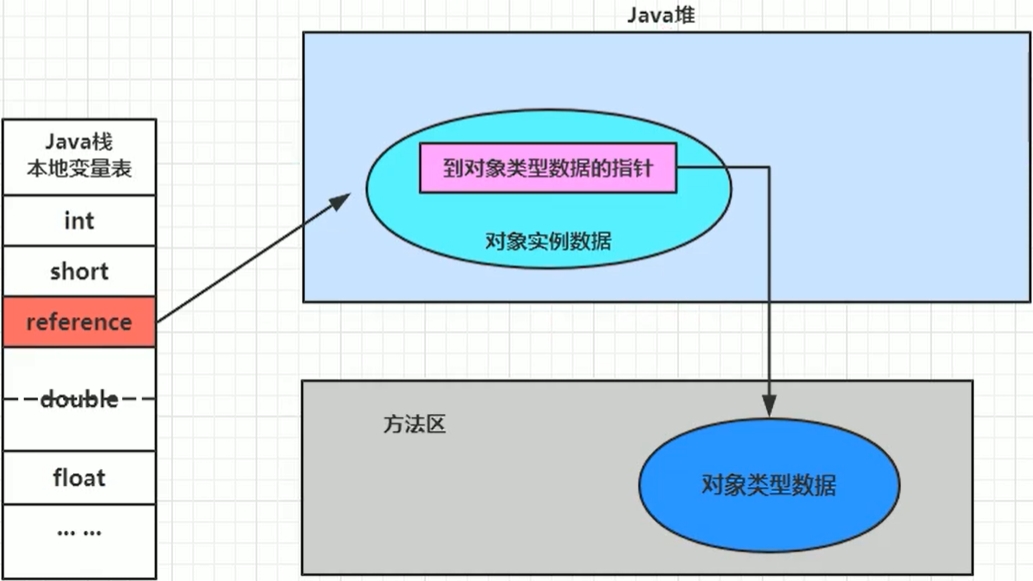 Java堆
Java栈
本地变量表
int
short
reference
double
float
... ...
到对象类型数据的指针
对象实例数据
方法区
对象类型数据